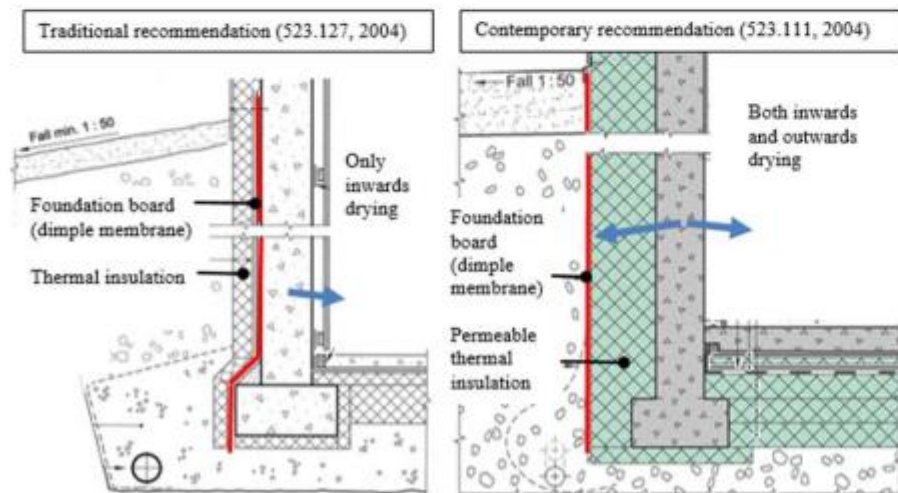 Traditional recommendation (523.127, 2004)
Fall min. 1 : 50
Only
inwards
drying
Foundation board
(dimple membrane)
Thermal insulation
Contemporary recommendation (523.111, 2004)
Fall 1 : 50
Both inwards
and outwards
drying
Foundation
board
(dimple
membrane)
Permeable
thermal
insulation